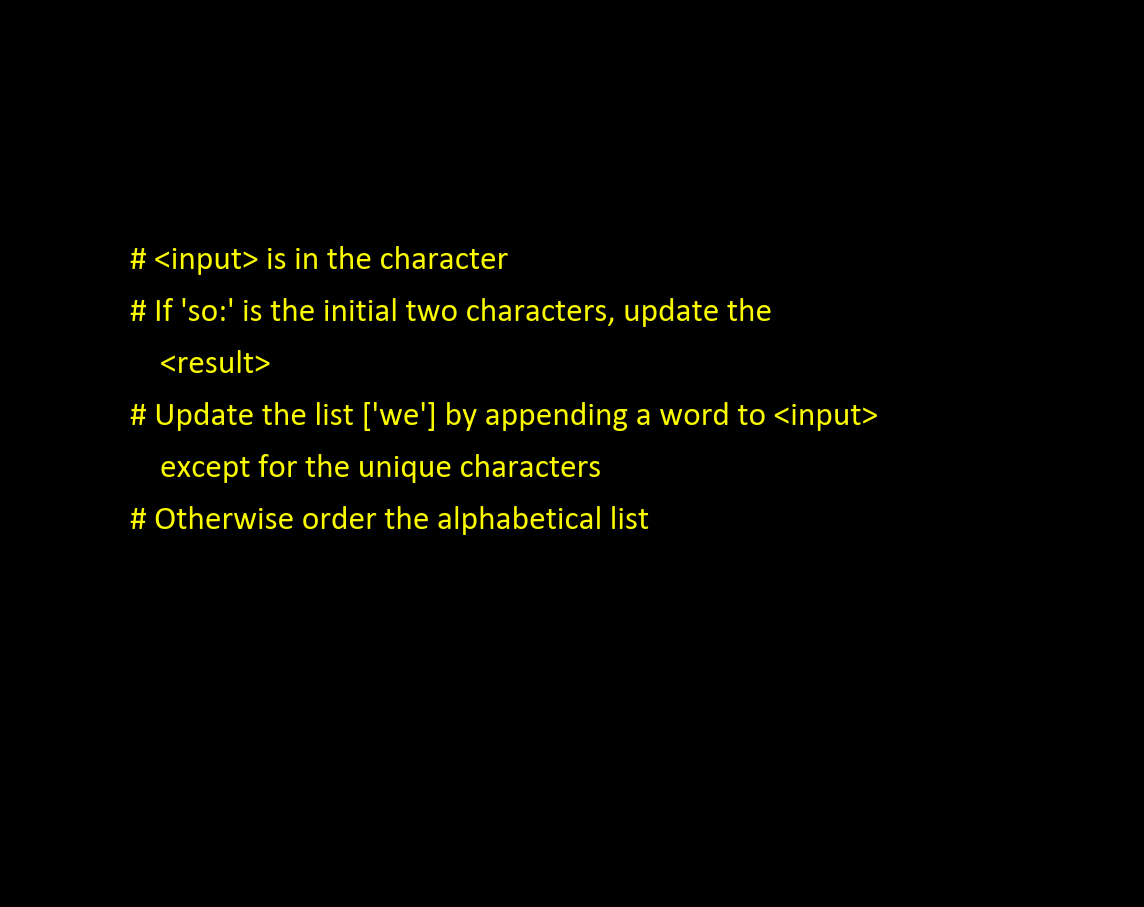 # <input> is in the character
# If 'so:' is the initial two characters, update the
<result>
# Update the list ['we'] by appending a word to <input>
except for the unique characters
# Otherwise order the alphabetical list